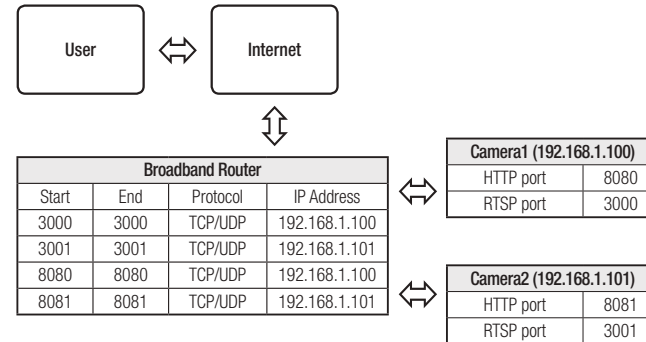 User
Internet
Broadband Router
Start End Protocol IP Address
3000 3000 TCP/UDP 192.168.1.100
3001 3001 TCP/UDP 192.168.1.101
8080 8080 TCP/UDP 192.168.1.100
8081 8081 TCP/UDP 192.168.1.101
Camera1 (192.168.1.100)
HTTP port 8080
RTSP port 3000
Camera2 (192.168.1.101)
HTTP port 8081
RTSP port 3001